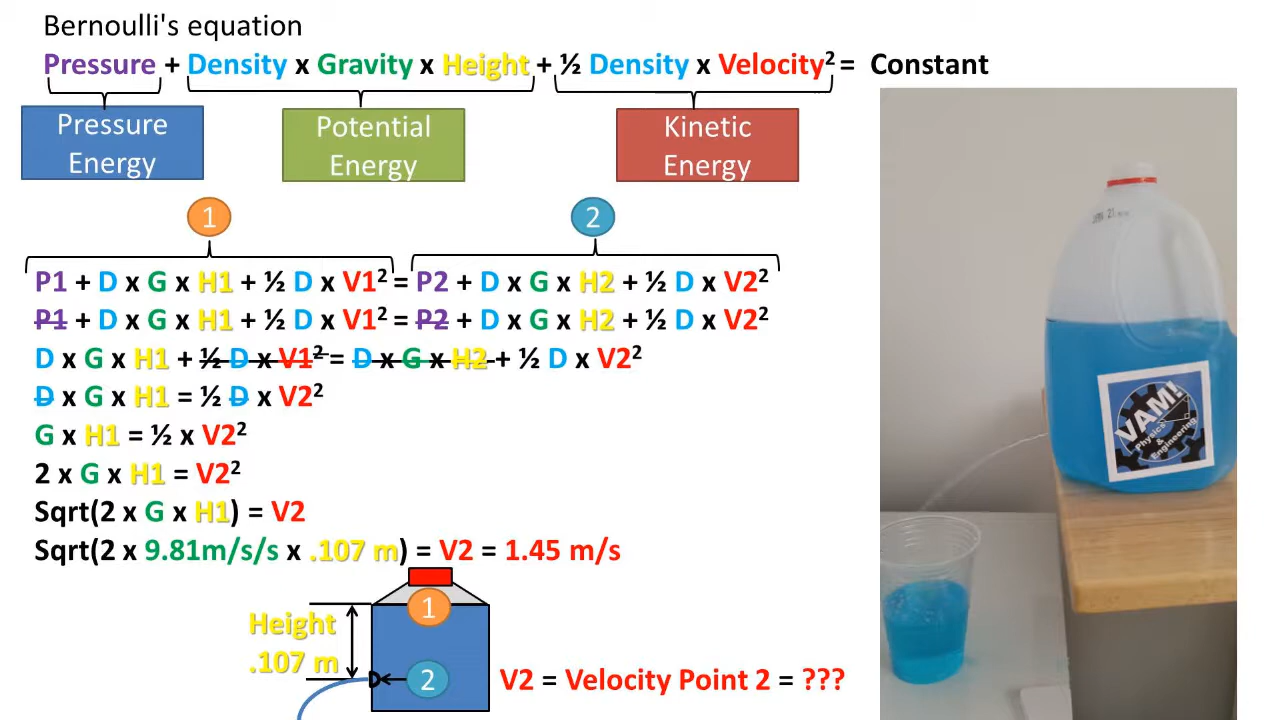 Bernoulli's equation
Pressure + Density x Gravity x Height + ½ Density x Velocity² = Constant
Pressure
Energy
Potential
Energy
Kinetic
Energy
1
2
P1 + D x G x H1 + ½ D x V1² = P2 + D x G x H2 + ½ D x V2²
P1 + D x G x H1 + ½ D x V1² = P2 + D x G x H2 + ½ D x V2²
D x G x H1 + ½ D x V1² = D x G x H2 + ½ D x V2²
D x G x H1 = ½ D x V2²
G x H1 = ½ x V2²
2 x G x H1 = V2²
Sqrt(2 x G x H1) = V2
Sqrt(2 x 9.81m/s/s x .107 m) = V2 = 1.45 m/s
Height
.107 m
1
2
V2 = Velocity Point 2 = ???
VAM!
Physics
&
Engineering